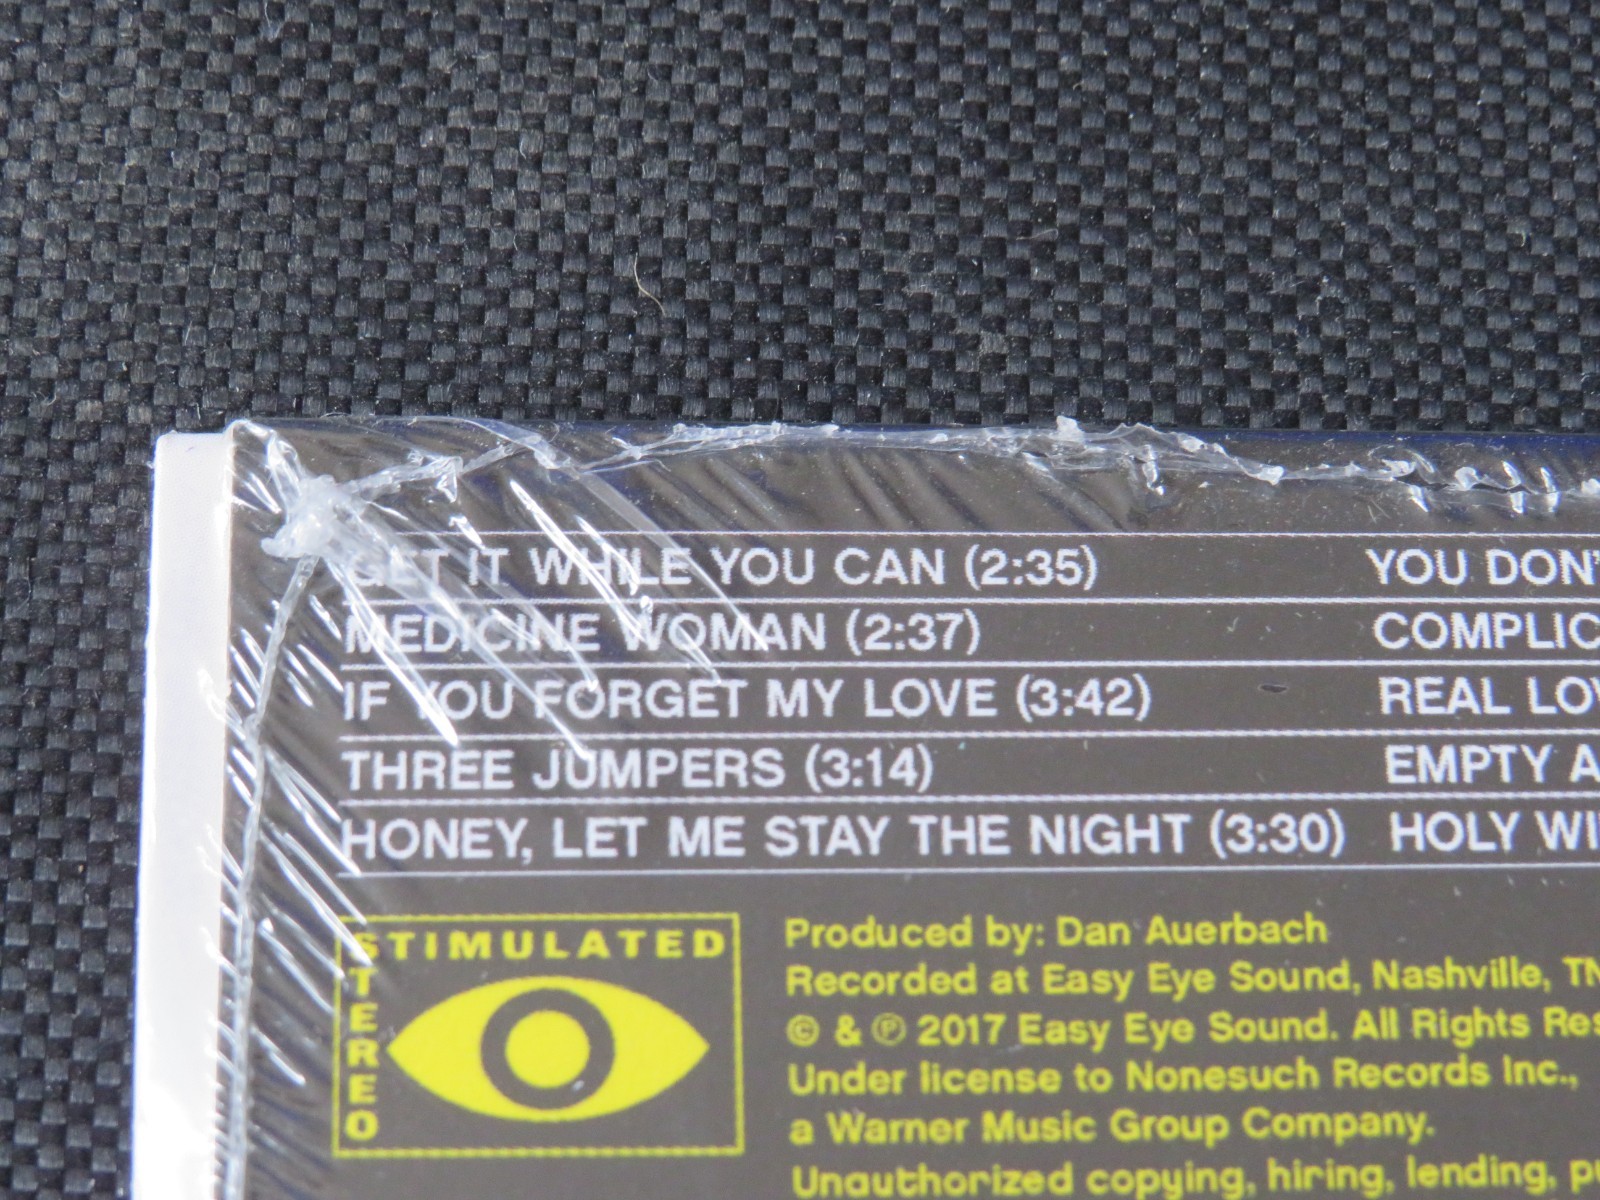 GET IT WHILE YOU CAN (2:35)
MEDICINE WOMAN (2:37)
IF YOU FORGET MY LOVE (3:42)
THREE JUMPERS (3:14)
HONEY, LET ME STAY THE NIGHT (3:30)
YOU DON'
COMPLIC
REAL LOV
EMPTY A
HOLY WI
STIMULATED
STEREO
Produced by: Dan Auerbach
Recorded at Easy Eye Sound, Nashville, TN
© & ℗ 2017 Easy Eye Sound. All Rights Res
Under license to Nonesuch Records Inc.,
a Warner Music Group Company.
Unauthorized copying, hiring, lending, pu